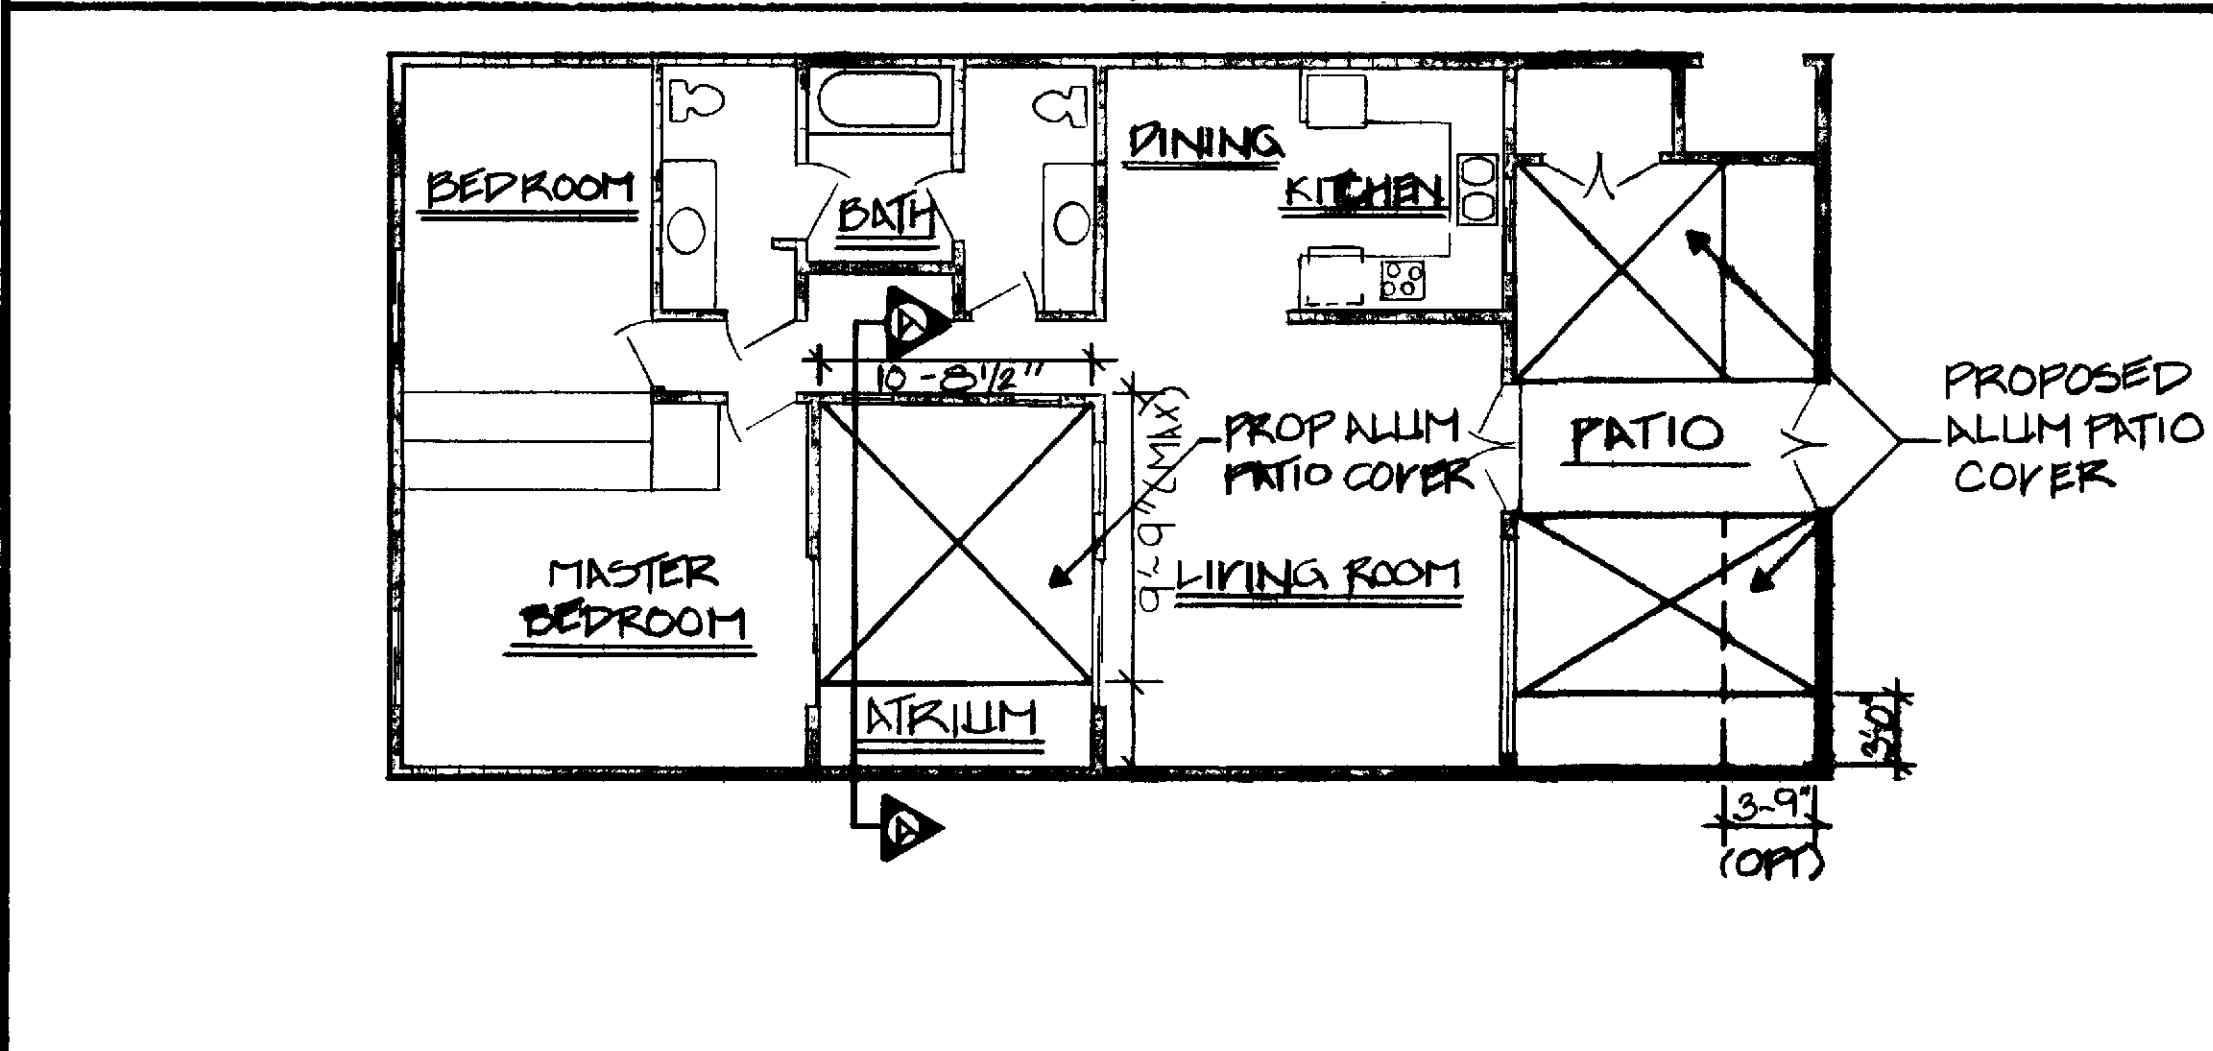 DINING
BEDROOM
KITCHEN
BATH
A
10-8 1/2"
9'-9" (MAX)
PROP ALUM
PATIO COVER
PATIO
PROPOSED
ALUM PATIO
COVER
MASTER
BEDROOM
LIVING ROOM
ATRIUM
3'-0"
3-9"
(OPT)
A